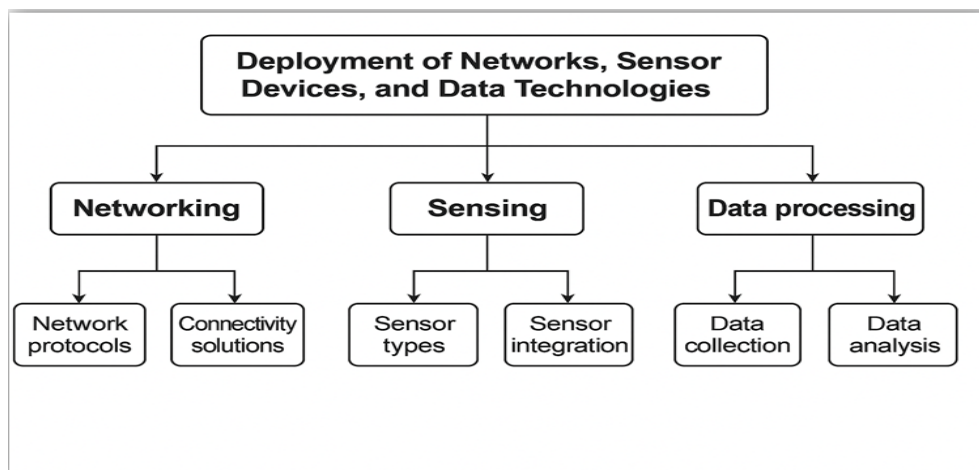 Deployment of Networks, Sensor
Devices, and Data Technologies
Networking
Sensing
Data processing
Network
protocols
Connectivity
solutions
Sensor
types
Sensor
integration
Data
collection
Data
analysis